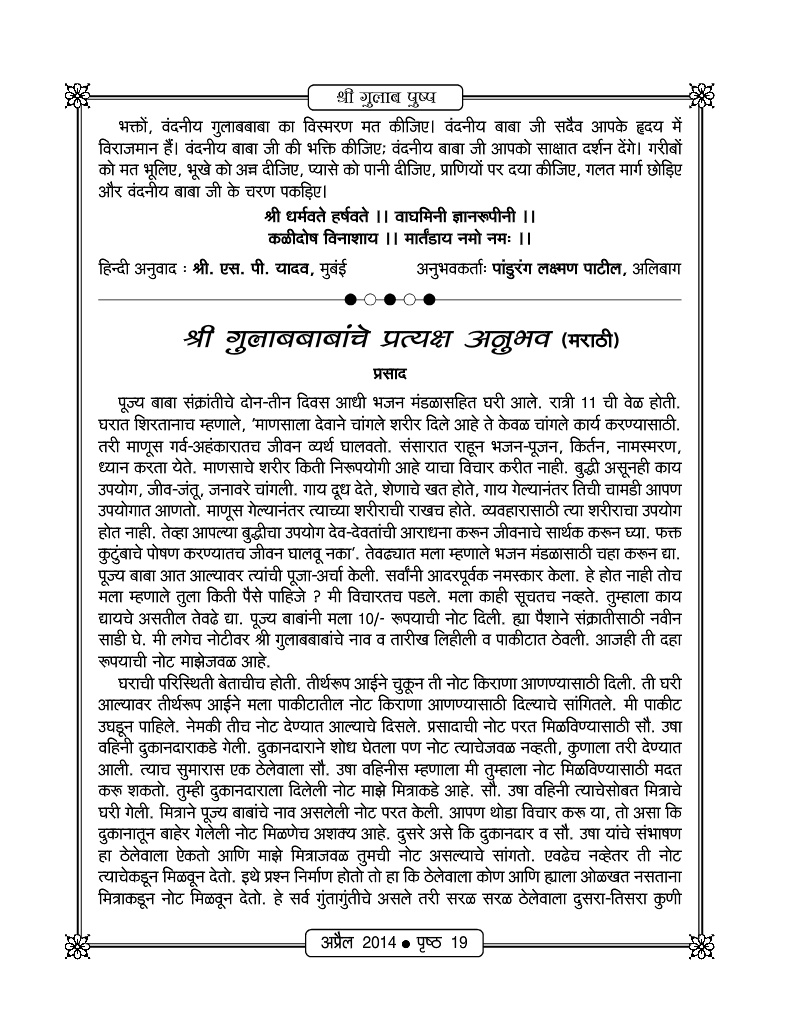 श्री गुलाब पुष्प
भक्तों, वंदनीय गुलाबबाबा का विस्मरण मत कीजिए। वंदनीय बाबा जी सदैव आपके हृदय में
विराजमान हैं। वंदनीय बाबा जी की भक्ति कीजिए; वंदनीय बाबा जी आपको साक्षात दर्शन देंगे। गरीबों
को मत भूलिए, भूखे को अन्न दीजिए, प्यासे को पानी दीजिए, प्राणियों पर दया कीजिए, गलत मार्ग छोड़िए
और वंदनीय बाबा जी के चरण पकड़िए।
श्री धर्मवते हर्षवते ।। वाघमिनी ज्ञानरूपीनी ।।
कळीदोष विनाशाय ।। मार्तंडाय नमो नमः ।।
हिन्दी अनुवाद : श्री. एस. पी. यादव, मुबंई अनुभवकर्ताः पांडुरंग लक्ष्मण पाटील, अलिबाग
श्री गुलाबबाबांचे प्रत्यक्ष अनुभव (मराठी)
प्रसाद
पूज्य बाबा संक्रांतीचे दोन-तीन दिवस आधी भजन मंडळासहित घरी आले. रात्री 11 ची वेळ होती.
घरात शिरतानाच म्हणाले, 'माणसाला देवाने चांगले शरीर दिले आहे ते केवळ चांगले कार्य करण्यासाठी.
तरी माणूस गर्व-अहंकारातच जीवन व्यर्थ घालवतो. संसारात राहून भजन-पूजन, किर्तन, नामस्मरण,
ध्यान करता येते. माणसाचे शरीर किती निरूपयोगी आहे याचा विचार करीत नाही. बुद्धी असूनही काय
उपयोग, जीव-जंतू, जनावरे चांगली. गाय दूध देते, शेणाचे खत होते, गाय गेल्यानंतर तिची चामडी आपण
उपयोगात आणतो. माणूस गेल्यानंतर त्याच्या शरीराची राखच होते. व्यवहारासाठी त्या शरीराचा उपयोग
होत नाही. तेव्हा आपल्या बुद्धीचा उपयोग देव-देवतांची आराधना करून जीवनाचे सार्थक करून घ्या. फक्त
कुटुंबाचे पोषण करण्यातच जीवन घालवू नका'. तेवढ्यात मला म्हणाले भजन मंडळासाठी चहा करून द्या.
पूज्य बाबा आत आल्यावर त्यांची पूजा-अर्चा केली. सर्वांनी आदरपूर्वक नमस्कार केला. हे होत नाही तोच
मला म्हणाले तुला किती पैसे पाहिजे ? मी विचारतच पडले. मला काही सूचतच नव्हते. तुम्हाला काय
द्यायचे असतील तेवढे द्या. पूज्य बाबांनी मला 10/- रूपयाची नोट दिली. ह्या पैशाने संक्रातीसाठी नवीन
साडी घे. मी लगेच नोटीवर श्री गुलाबबाबांचे नाव व तारीख लिहीली व पाकीटात ठेवली. आजही ती दहा
रूपयाची नोट माझेजवळ आहे.
घराची परिस्थिती बेताचीच होती. तीर्थरूप आईने चुकून ती नोट किराणा आणण्यासाठी दिली. ती घरी
आल्यावर तीर्थरूप आईने मला पाकीटातील नोट किराणा आणण्यासाठी दिल्याचे सांगितले. मी पाकीट
उघडून पाहिले. नेमकी तीच नोट देण्यात आल्याचे दिसले. प्रसादाची नोट परत मिळविण्यासाठी सौ. उषा
वहिनी दुकानदाराकडे गेली. दुकानदाराने शोध घेतला पण नोट त्याचेजवळ नव्हती, कुणाला तरी देण्यात
आली. त्याच सुमारास एक ठेलेवाला सौ. उषा वहिनीस म्हणाला मी तुम्हाला नोट मिळविण्यासाठी मदत
करू शकतो. तुम्ही दुकानदाराला दिलेली नोट माझे मित्राकडे आहे. सौ. उषा वहिनी त्याचेसोबत मित्राचे
घरी गेली. मित्राने पूज्य बाबांचे नाव असलेली नोट परत केली. आपण थोडा विचार करू या, तो असा कि
दुकानातून बाहेर गेलेली नोट मिळणेच अशक्य आहे. दुसरे असे कि दुकानदार व सौ. उषा यांचे संभाषण
हा ठेलेवाला ऐकतो आणि माझे मित्राजवळ तुमची नोट असल्याचे सांगतो. एवढेच नव्हेतर ती नोट
त्याचेकडून मिळवून देतो. इथे प्रश्न निर्माण होतो तो हा कि ठेलेवाला कोण आणि ह्याला ओळखत नसताना
मित्राकडून नोट मिळवून देतो. हे सर्व गुंतागुंतीचे असले तरी सरळ सरळ ठेलेवाला दुसरा-तिसरा कुणी
अप्रैल 2014 ● पृष्ठ 19